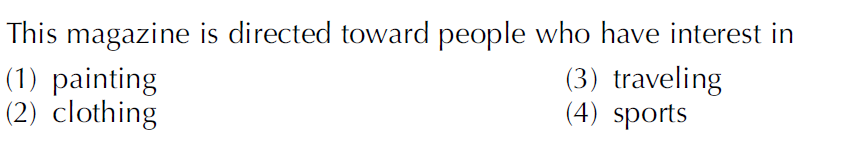 This magazine is directed toward people who have interest in
(1) painting (3) traveling
(2) clothing (4) sports